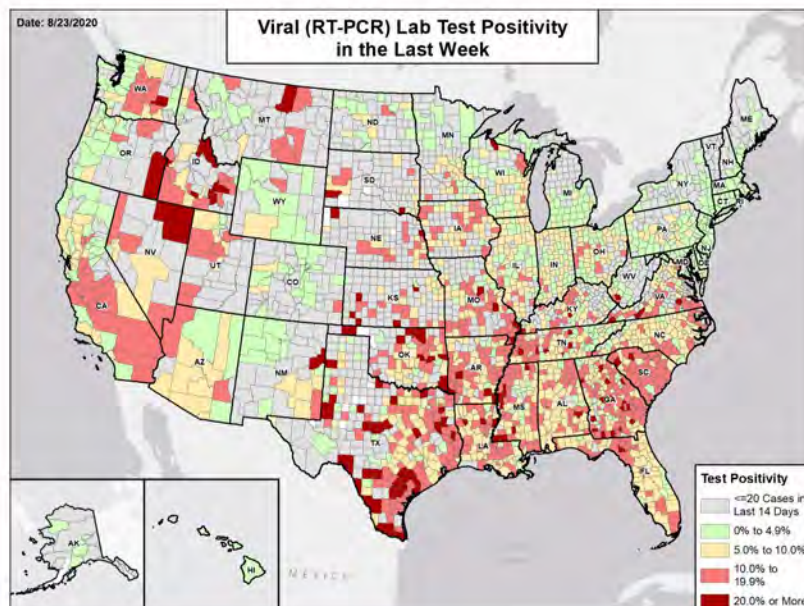 Date: 8/23/2020
Viral (RT-PCR) Lab Test Positivity
in the Last Week
WA
MT
ND
MN
ME
OR
ID
SD
WI
VT
NH
NY
MA
CT
RI
WY
MI
NV
NE
IA
PA
NJ
UT
CO
IL
IN
OH
MD
DE
CA
KS
MO
WV
VA
KY
AZ
NM
OK
TN
NC
AR
SC
TX
MS
AL
GA
LA
FL
AK
HI
MEXICO
Test Positivity
<=20 Cases in
Last 14 Days
0% to 4.9%
5.0% to 10.0%
10.0% to
19.9%
20.0% or More